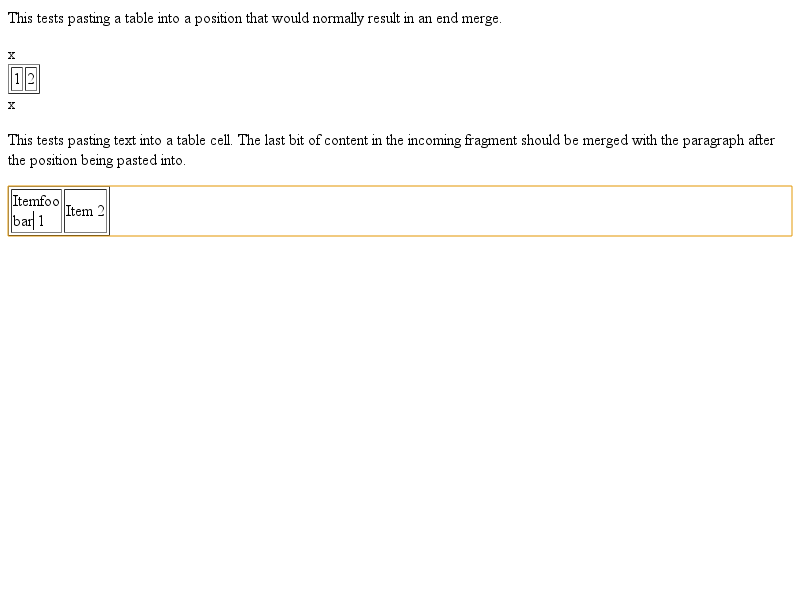 This tests pasting a table into a position that would normally result in an end merge.
x
1 2
x
This tests pasting text into a table cell. The last bit of content in the incoming fragment should be merged with the paragraph after
the position being pasted into.
Itemfoo
bar 1
Item 2